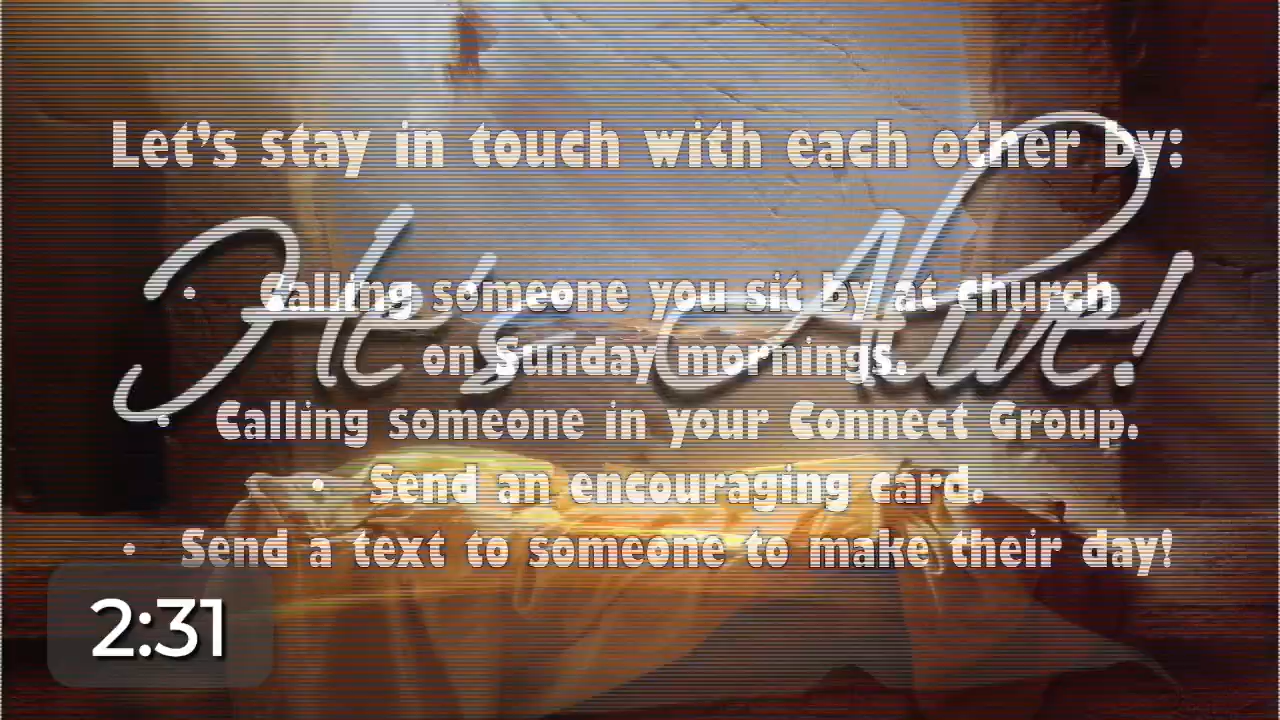 Let's stay in touch with each other by:
He's Alive!
• Calling someone you sit by at church
on Sunday mornings.
• Calling someone in your Connect Group.
• Send an encouraging card.
• Send a text to someone to make their day!
2:31